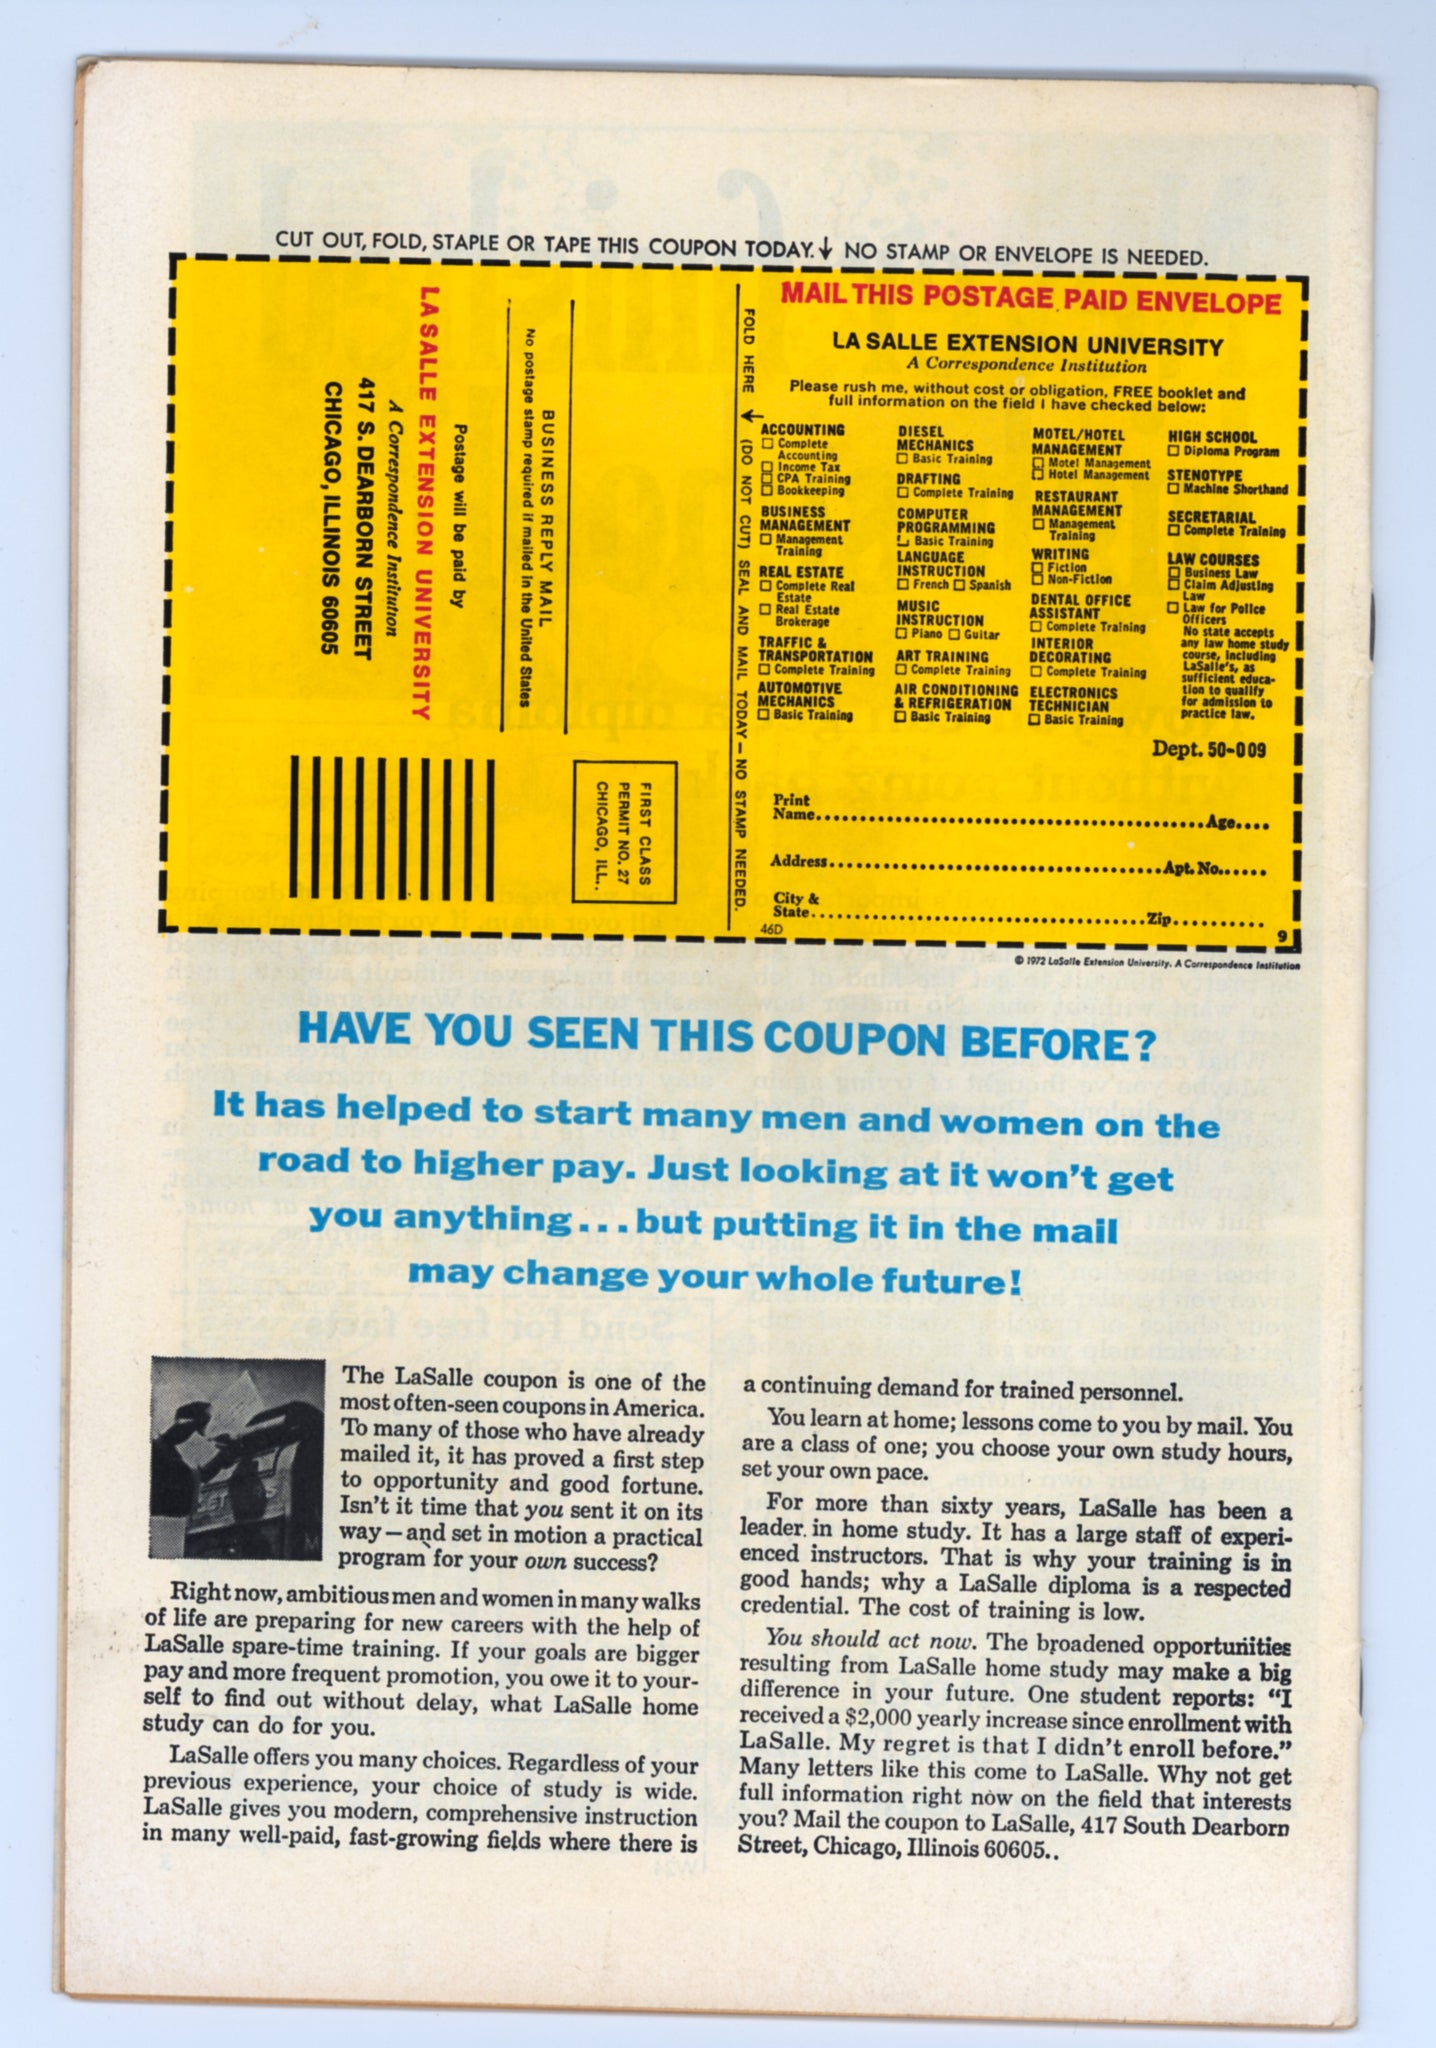 CUT OUT, FOLD, STAPLE OR TAPE THIS COUPON TODAY.↓ NO STAMP OR ENVELOPE IS NEEDED.
BUSINESS REPLY MAIL
No postage stamp required if mailed in the United States
Postage will be paid by
LA SALLE EXTENSION UNIVERSITY
A Correspondence Institution
417 S. DEARBORN STREET
CHICAGO, ILLINOIS 60605
FIRST CLASS
PERMIT NO. 27
CHICAGO, ILL..
FOLD HERE ↓ (DO NOT CUT) SEAL AND MAIL TODAY — NO STAMP NEEDED.
MAIL THIS POSTAGE PAID ENVELOPE
LA SALLE EXTENSION UNIVERSITY
A Correspondence Institution
Please rush me, without cost or obligation, FREE booklet and
full information on the field I have checked below:
ACCOUNTING
☐ Complete
Accounting
☐ Income Tax
☐ CPA Training
☐ Bookkeeping
BUSINESS
MANAGEMENT
☐ Management
Training
REAL ESTATE
☐ Complete Real
Estate
☐ Real Estate
Brokerage
TRAFFIC &
TRANSPORTATION
☐ Complete Training
AUTOMOTIVE
MECHANICS
☐ Basic Training
DIESEL
MECHANICS
☐ Basic Training
DRAFTING
☐ Complete Training
COMPUTER
PROGRAMMING
☐ Basic Training
LANGUAGE
INSTRUCTION
☐ French ☐ Spanish
MUSIC
INSTRUCTION
☐ Piano ☐ Guitar
ART TRAINING
☐ Complete Training
AIR CONDITIONING
& REFRIGERATION
☐ Basic Training
MOTEL/HOTEL
MANAGEMENT
☐ Motel Management
☐ Hotel Management
RESTAURANT
MANAGEMENT
☐ Management
Training
WRITING
☐ Fiction
☐ Non-Fiction
DENTAL OFFICE
ASSISTANT
☐ Complete Training
INTERIOR
DECORATING
☐ Complete Training
ELECTRONICS
TECHNICIAN
☐ Basic Training
HIGH SCHOOL
☐ Diploma Program
STENOTYPE
☐ Machine Shorthand
SECRETARIAL
☐ Complete Training
LAW COURSES
☐ Business Law
☐ Claim Adjusting
Law
☐ Law for Police
Officers
No state accepts
any law home study
course, including
LaSalle's, as
sufficient educa-
tion to qualify
for admission to
practice law.
Dept. 50-009
Print
Name.......... Age....
Address.......... Apt. No......
City &
State.......... Zip..........
46D
9
© 1972 LaSalle Extension University. A Correspondence Institution
HAVE YOU SEEN THIS COUPON BEFORE?
It has helped to start many men and women on the
road to higher pay. Just looking at it won't get
you anything...but putting it in the mail
may change your whole future!
The LaSalle coupon is one of the
most often-seen coupons in America.
To many of those who have already
mailed it, it has proved a first step
to opportunity and good fortune.
Isn't it time that you sent it on its
way—and set in motion a practical
program for your own success?
Right now, ambitious men and women in many walks
of life are preparing for new careers with the help of
LaSalle spare-time training. If your goals are bigger
pay and more frequent promotion, you owe it to your-
self to find out without delay, what LaSalle home
study can do for you.
LaSalle offers you many choices. Regardless of your
previous experience, your choice of study is wide.
LaSalle gives you modern, comprehensive instruction
in many well-paid, fast-growing fields where there is
a continuing demand for trained personnel.
You learn at home; lessons come to you by mail. You
are a class of one; you choose your own study hours,
set your own pace.
For more than sixty years, LaSalle has been a
leader in home study. It has a large staff of experi-
enced instructors. That is why your training is in
good hands; why a LaSalle diploma is a respected
credential. The cost of training is low.
You should act now. The broadened opportunities
resulting from LaSalle home study may make a big
difference in your future. One student reports: “I
received a $2,000 yearly increase since enrollment with
LaSalle. My regret is that I didn't enroll before.”
Many letters like this come to LaSalle. Why not get
full information right now on the field that interests
you? Mail the coupon to LaSalle, 417 South Dearborn
Street, Chicago, Illinois 60605..